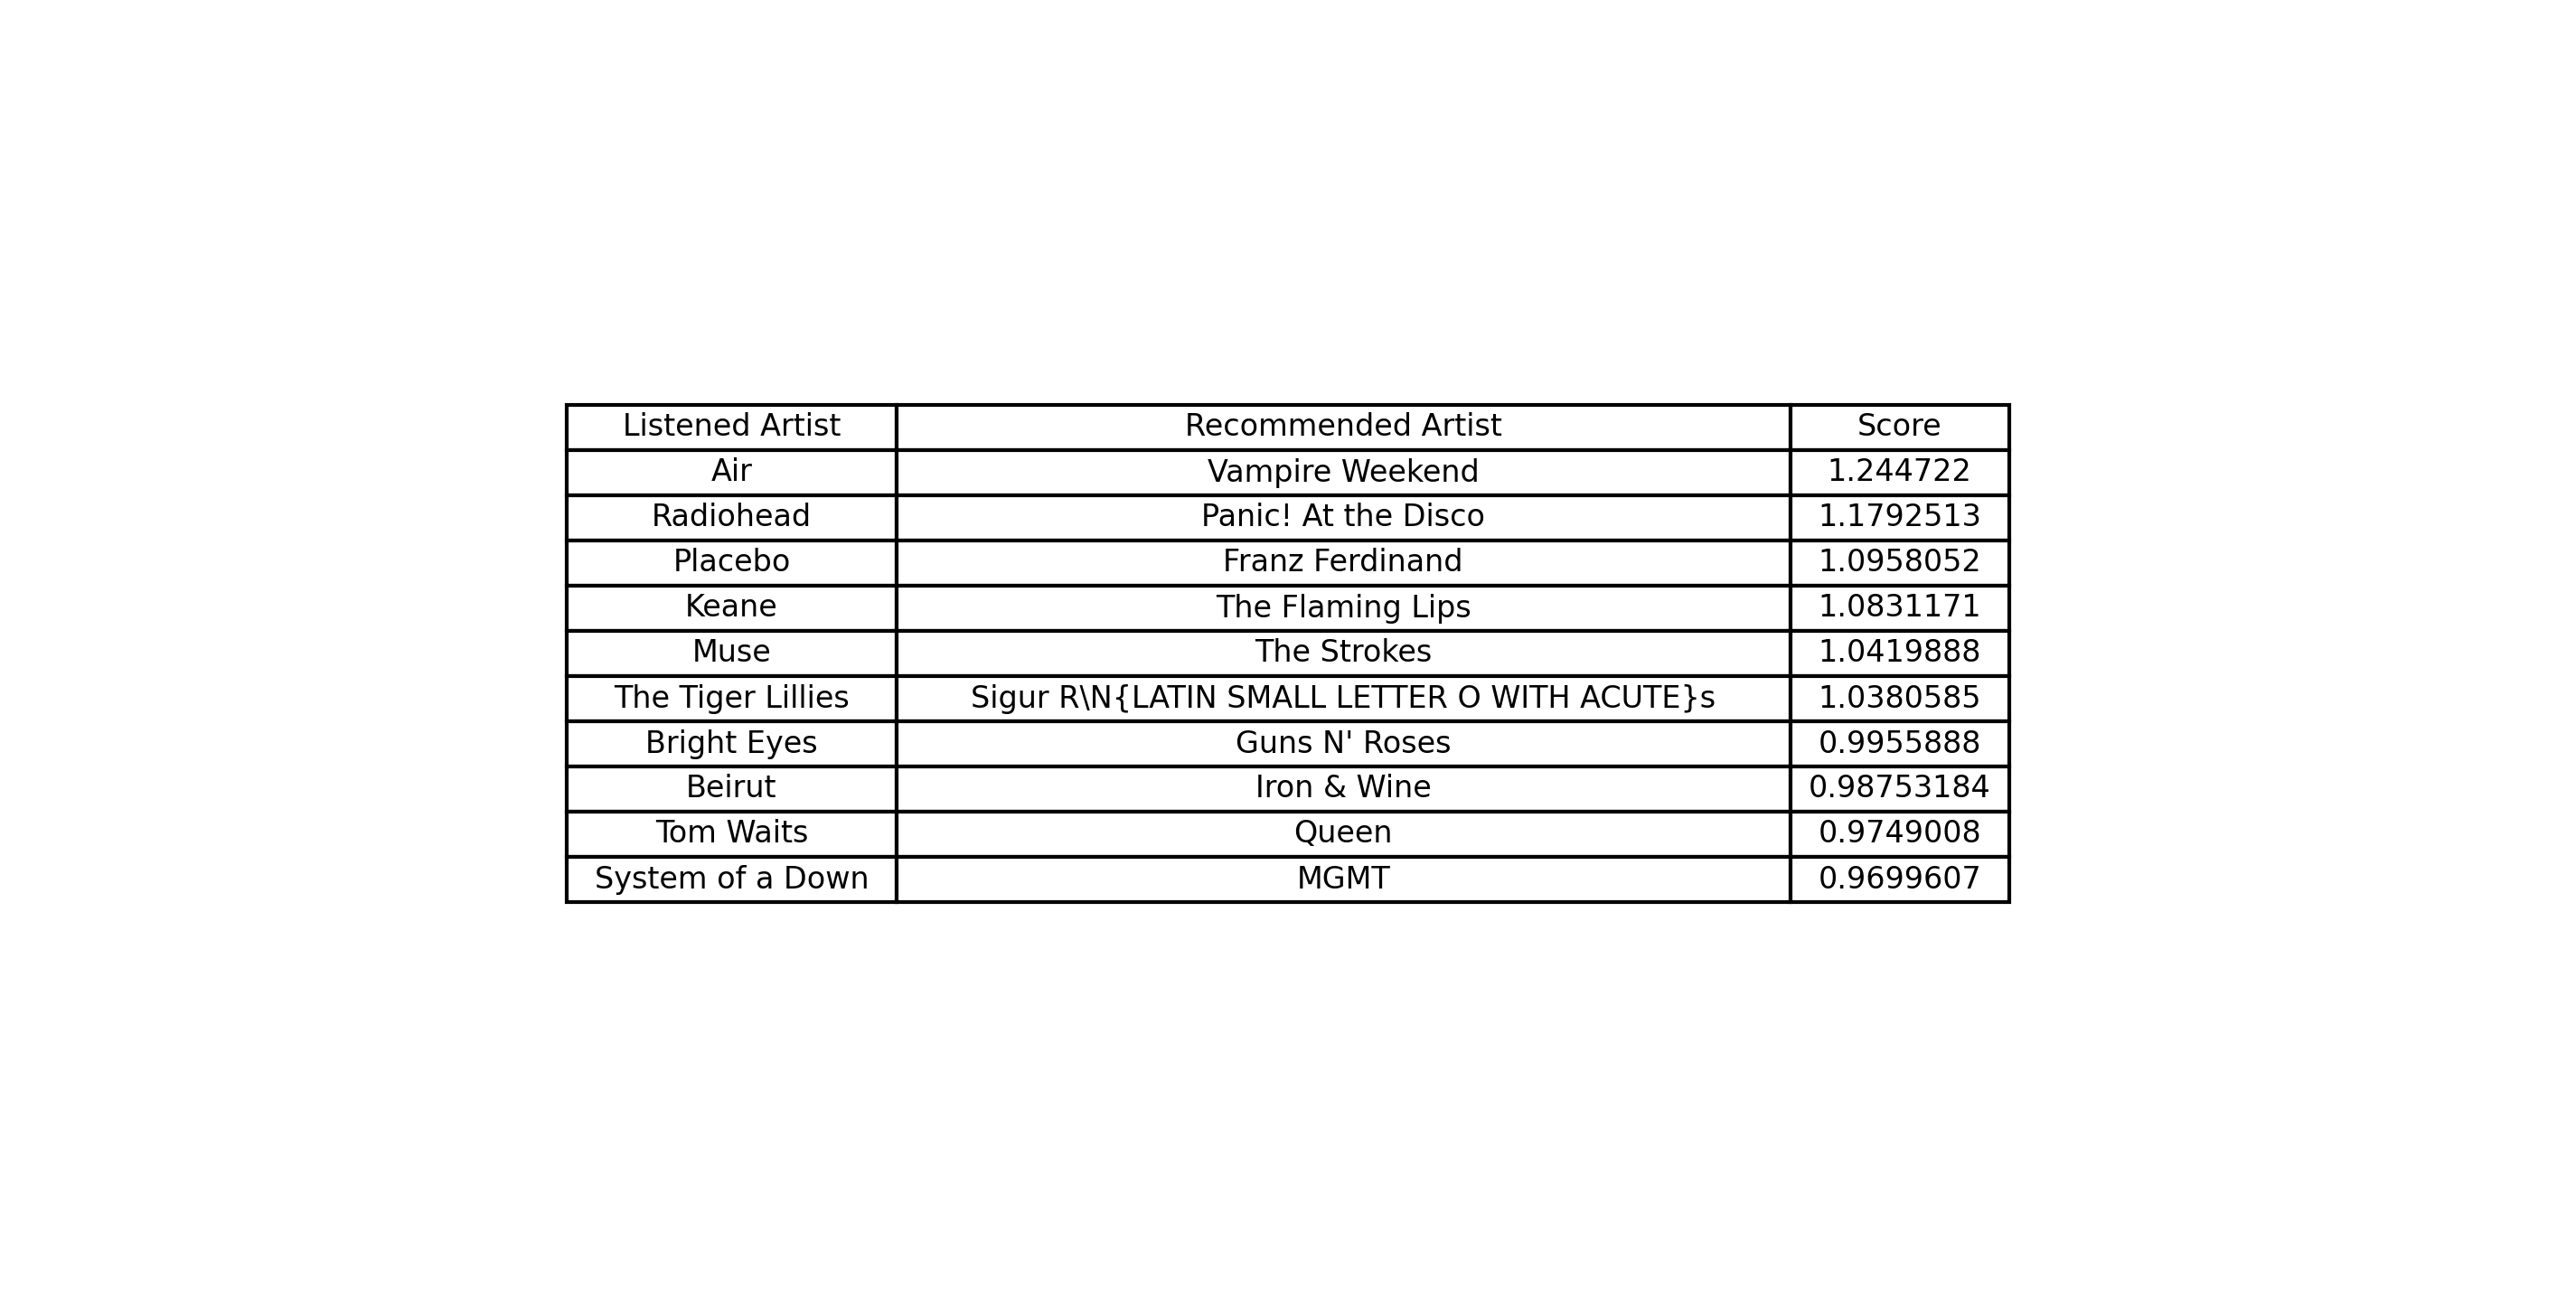 Listened Artist Recommended Artist Score
Air Vampire Weekend 1.244722
Radiohead Panic! At the Disco 1.1792513
Placebo Franz Ferdinand 1.0958052
Keane The Flaming Lips 1.0831171
Muse The Strokes 1.0419888
The Tiger Lillies Sigur R\N{LATIN SMALL LETTER O WITH ACUTE}s 1.0380585
Bright Eyes Guns N' Roses 0.9955888
Beirut Iron & Wine 0.98753184
Tom Waits Queen 0.9749008
System of a Down MGMT 0.9699607